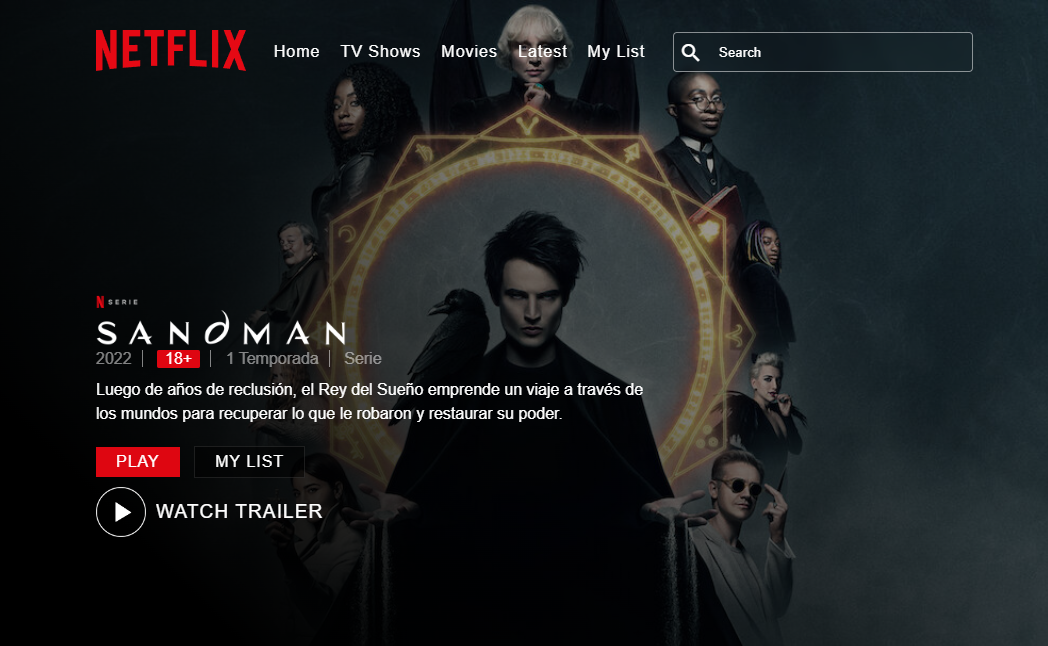 NETFLIX Home TV Shows Movies Latest My List Search
N SERIE
SANDMAN
2022 | 18+ | 1 Temporada | Serie
Luego de años de reclusión, el Rey del Sueño emprende un viaje a través de
los mundos para recuperar lo que le robaron y restaurar su poder.
PLAY MY LIST
WATCH TRAILER